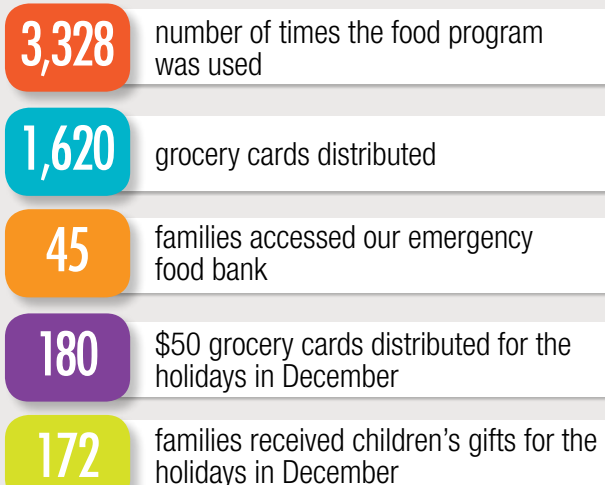 3,328
number of times the food program
was used
1,620
grocery cards distributed
45
families accessed our emergency
food bank
180
$50 grocery cards distributed for the
holidays in December
172
families received children's gifts for the
holidays in December